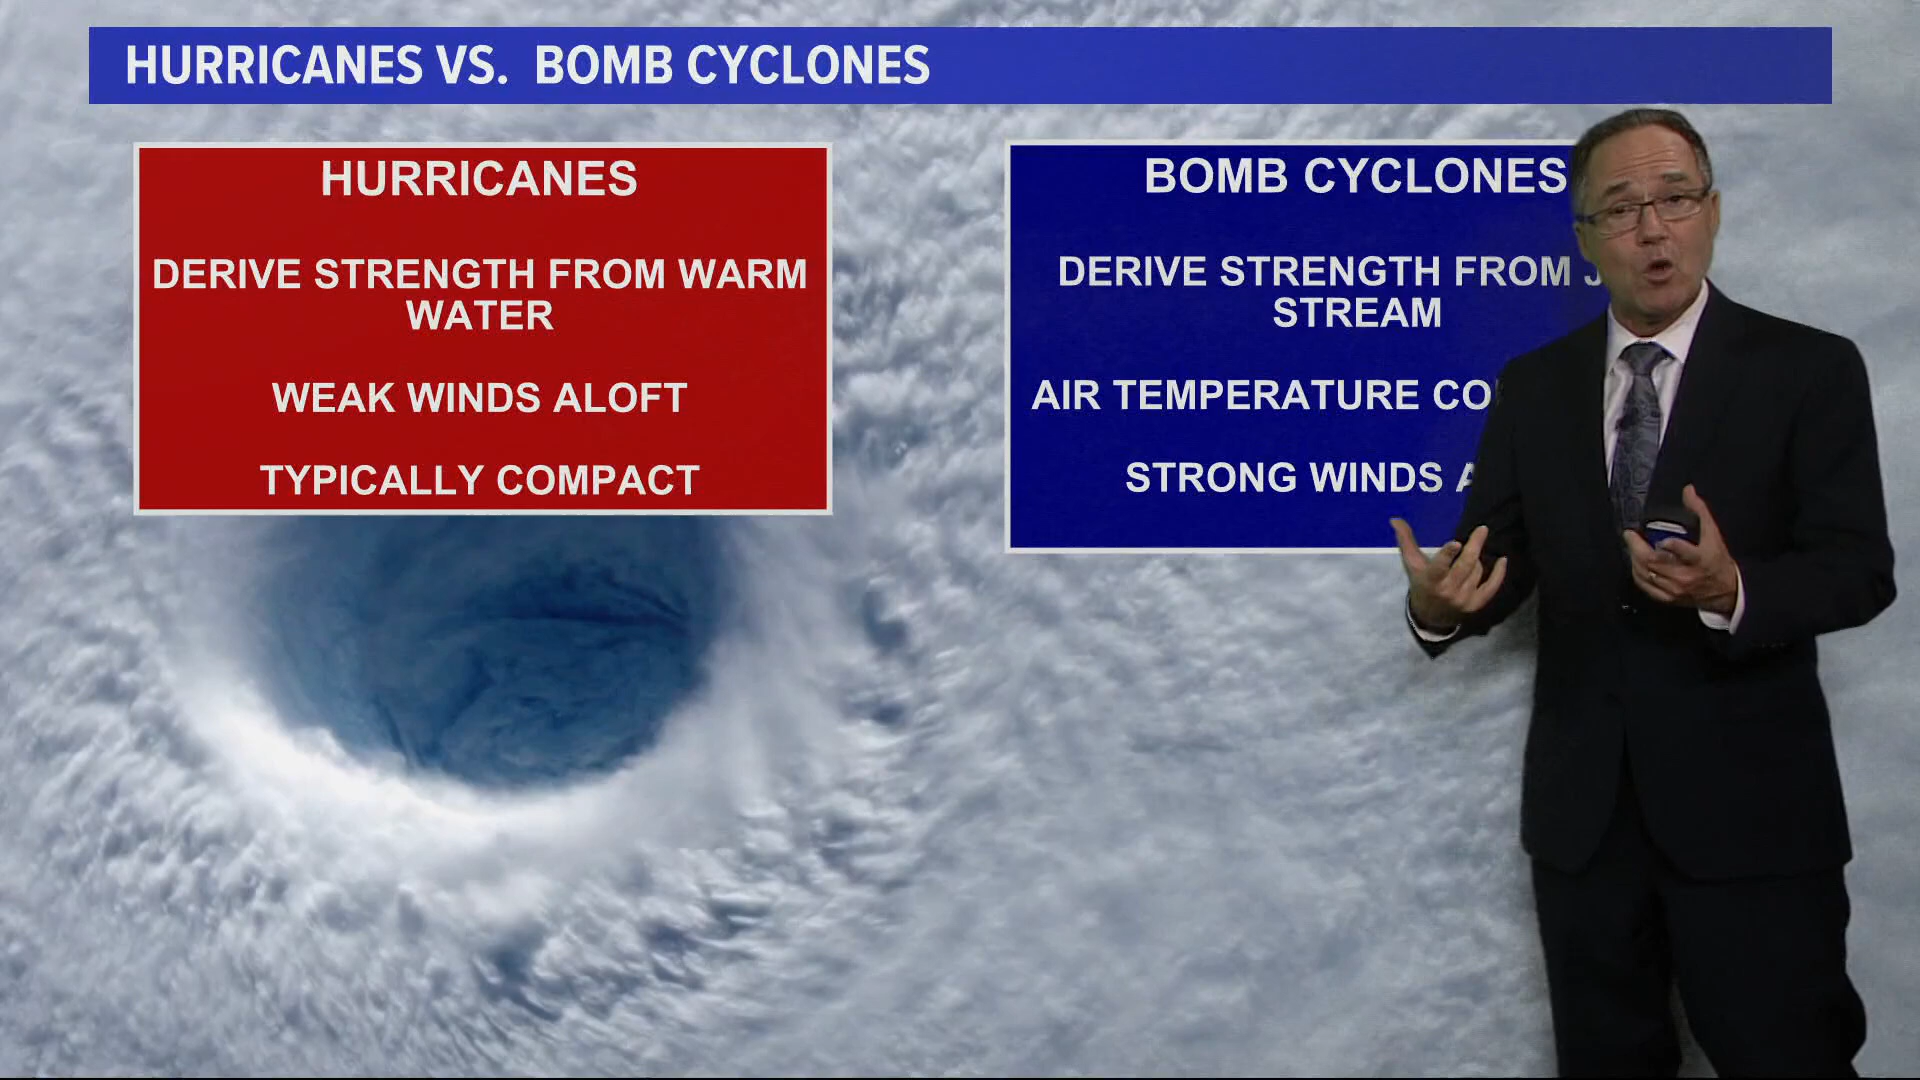 HURRICANES VS. BOMB CYCLONES
HURRICANES
DERIVE STRENGTH FROM WARM
WATER
WEAK WINDS ALOFT
TYPICALLY COMPACT
BOMB CYCLONES
DERIVE STRENGTH FROM
STREAM
AIR TEMPERATURE
STRONG WINDS